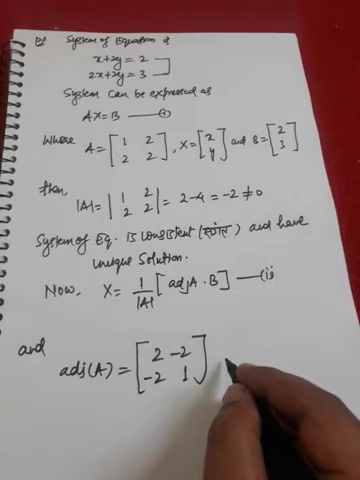 System of Equation is
x+2y = 2
2x+2y = 3
System can be expressed as
AX=B —(i)
Where A = [1 2 2 2], X = [x y] and B = [2 3]
then,
|A| = |1 2 2 2| = 2-4 = -2 ≠ 0
System of Eq. is consistent (संगत) and have
unique solution.
Now, X = 1/|A| [adjA . B] —(ii)
and
adj(A) = [2 -2 -2 1]